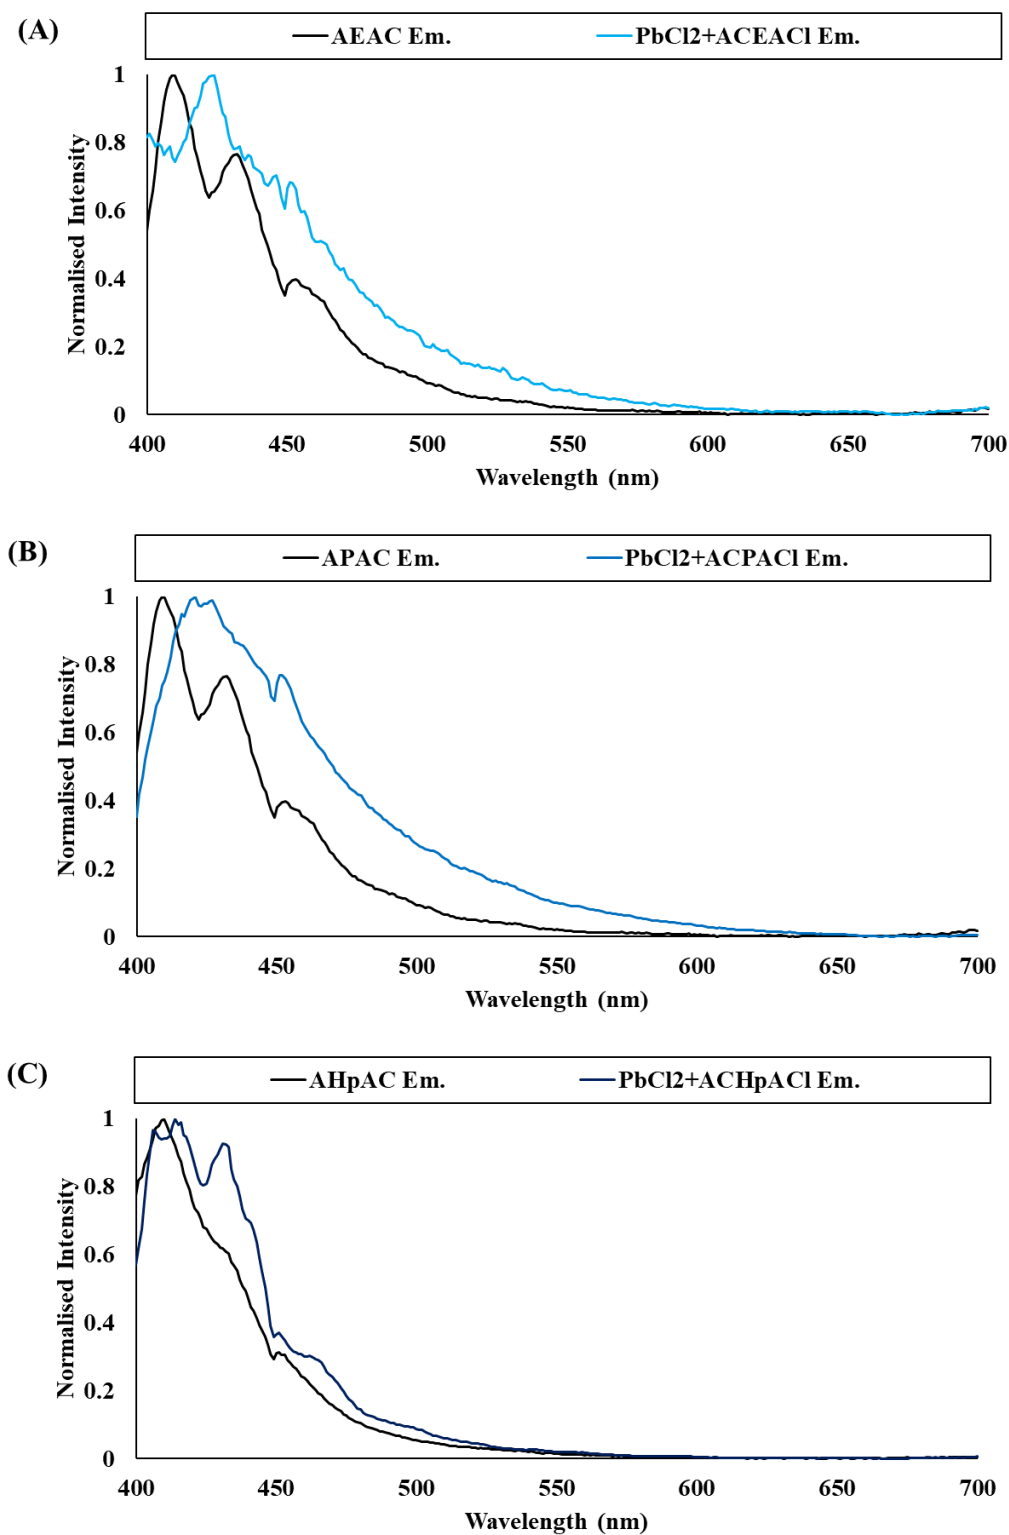 (A)
AEAC Em. PbCl2+ACEACl Em.
1
0.8
0.6
0.4
0.2
0
Normalised Intensity
400 450 500 550 600 650 700
Wavelength (nm)
(B)
APAC Em. PbCl2+ACPACl Em.
1
0.8
0.6
0.4
0.2
0
Normalised Intensity
400 450 500 550 600 650 700
Wavelength (nm)
(C)
AHpAC Em. PbCl2+ACHpACl Em.
1
0.8
0.6
0.4
0.2
0
Normalised Intensity
400 450 500 550 600 650 700
Wavelength (nm)